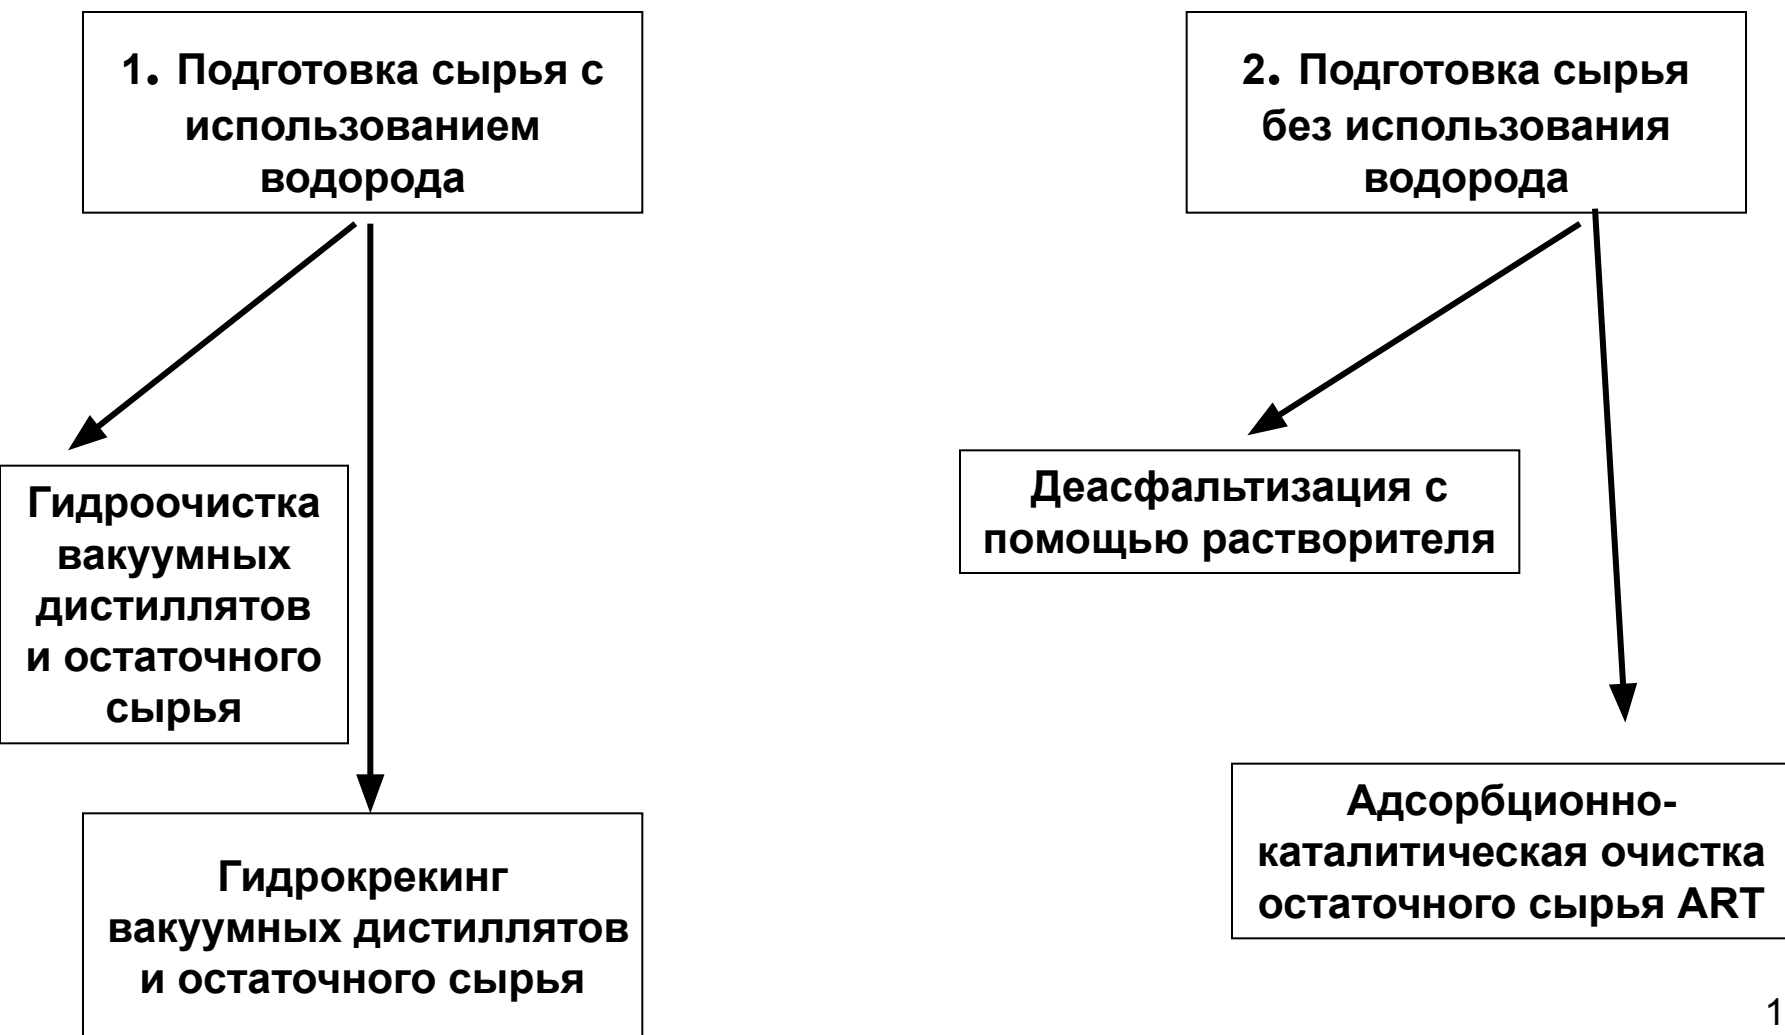 1. Подготовка сырья с
использованием
водорода
2. Подготовка сырья
без использования
водорода
Гидроочистка
вакуумных
дистиллятов
и остаточного
сырья
Деасфальтизация с
помощью растворителя
Гидрокрекинг
вакуумных дистиллятов
и остаточного сырья
Адсорбционно-
каталитическая очистка
остаточного сырья ART
1